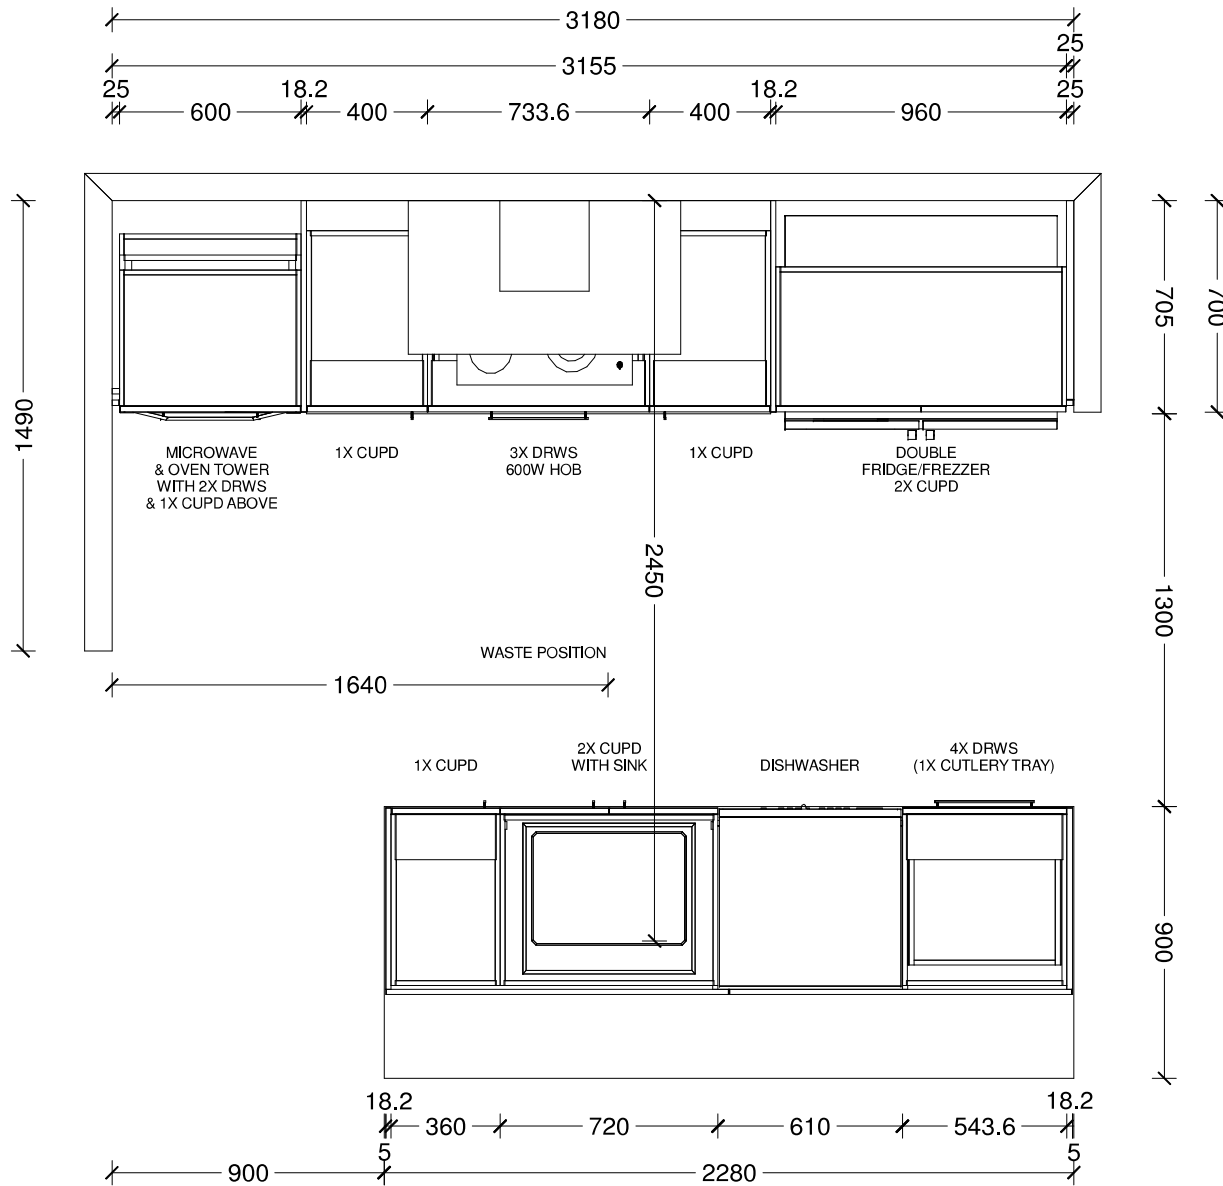 3180
25
3155
25 18.2 18.2 25
600 400 733.6 400 960
1490
705
700
MICROWAVE
& OVEN TOWER
WITH 2X DRWS
& 1X CUPD ABOVE
1X CUPD
3X DRWS
600W HOB
1X CUPD
DOUBLE
FRIDGE/FREZZER
2X CUPD
2450
1300
WASTE POSITION
1640
1X CUPD
2X CUPD
WITH SINK
DISHWASHER
4X DRWS
(1X CUTLERY TRAY)
900
18.2 18.2
360 720 610 543.6
5 5
900 2280